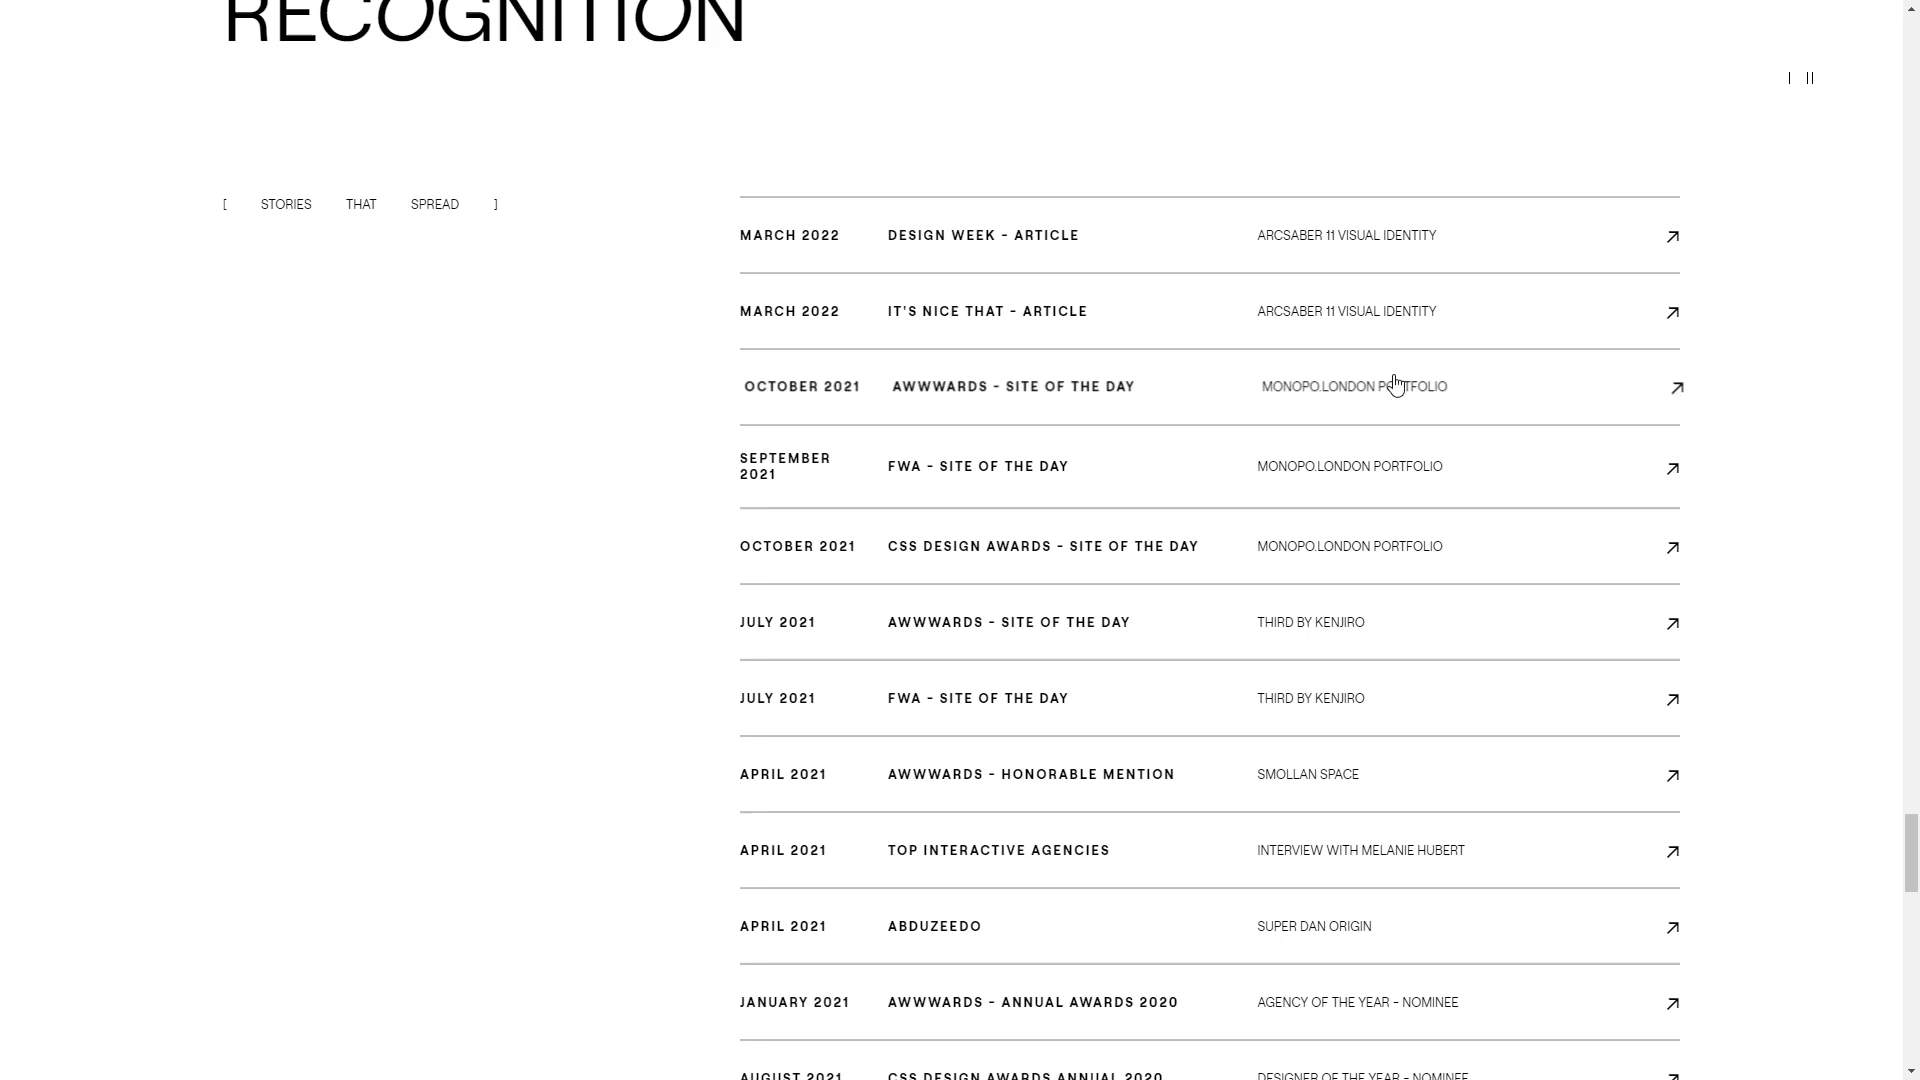 RECOGNITION
[ STORIES THAT SPREAD ]
MARCH 2022 DESIGN WEEK - ARTICLE ARCSABER 11 VISUAL IDENTITY
MARCH 2022 IT'S NICE THAT - ARTICLE ARCSABER 11 VISUAL IDENTITY
OCTOBER 2021 AWWWARDS - SITE OF THE DAY MONOPO.LONDON PORTFOLIO
SEPTEMBER
2021 FWA - SITE OF THE DAY MONOPO.LONDON PORTFOLIO
OCTOBER 2021 CSS DESIGN AWARDS - SITE OF THE DAY MONOPO.LONDON PORTFOLIO
JULY 2021 AWWWARDS - SITE OF THE DAY THIRD BY KENJIRO
JULY 2021 FWA - SITE OF THE DAY THIRD BY KENJIRO
APRIL 2021 AWWWARDS - HONORABLE MENTION SMOLLAN SPACE
APRIL 2021 TOP INTERACTIVE AGENCIES INTERVIEW WITH MELANIE HUBERT
APRIL 2021 ABDUZEEDO SUPER DAN ORIGIN
JANUARY 2021 AWWWARDS - ANNUAL AWARDS 2020 AGENCY OF THE YEAR - NOMINEE
AUGUST 2021 CSS DESIGN AWARDS ANNUAL 2020 DESIGNER OF THE YEAR - NOMINEE